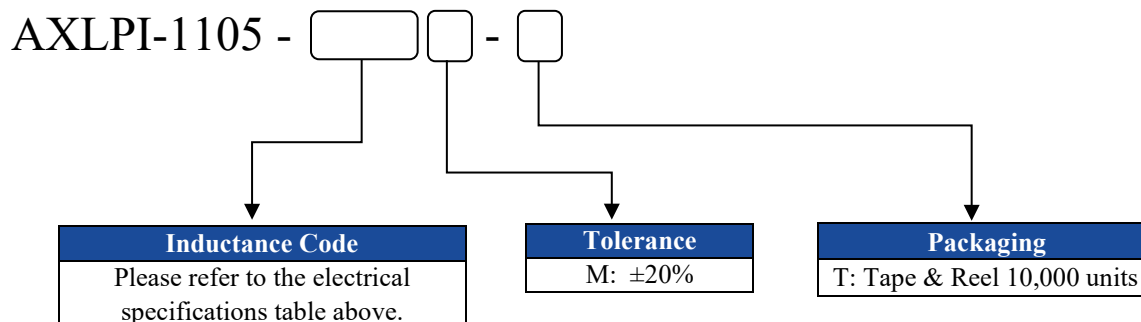 AXLPI-1105 - -
Inductance Code
Please refer to the electrical
specifications table above.
Tolerance
M: ±20%
Packaging
T: Tape & Reel 10,000 units